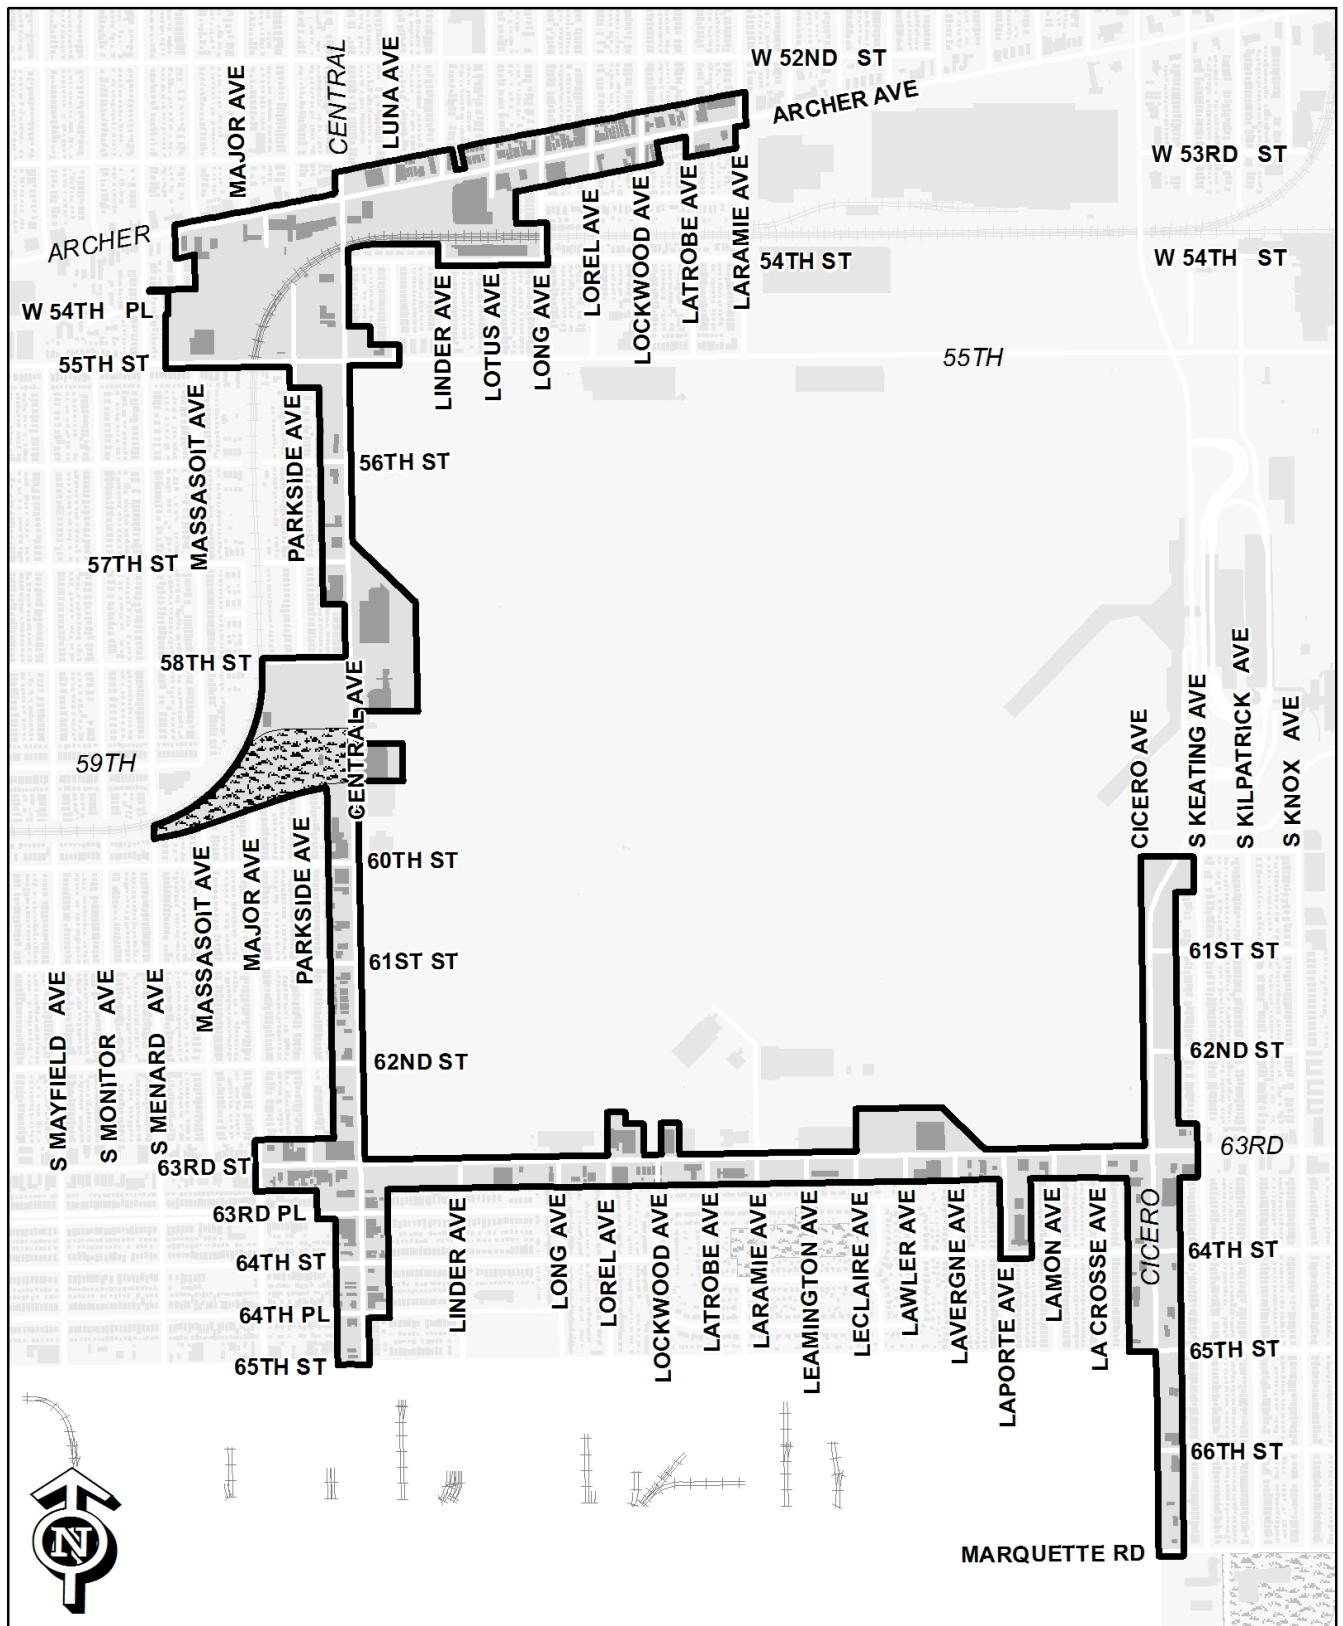 W 52ND ST
CENTRAL
LUNA AVE
MAJOR AVE
ARCHER AVE
W 53RD ST
ARCHER
LOREL AVE
LOCKWOOD AVE
LATROBE AVE
LARAMIE AVE
54TH ST
W 54TH ST
W 54TH PL
LINDER AVE
LOTUS AVE
LONG AVE
55TH ST
55TH
MASSASOIT AVE
PARKSIDE AVE
56TH ST
57TH ST
58TH ST
CENTRAL AVE
59TH
CICERO AVE
S KEATING AVE
S KILPATRICK AVE
S KNOX AVE
MASSASOIT AVE
MAJOR AVE
PARKSIDE AVE
60TH ST
61ST ST
61ST ST
S MAYFIELD AVE
S MONITOR AVE
S MENARD AVE
62ND ST
62ND ST
63RD ST
63RD
63RD PL
LINDER AVE
LONG AVE
LOREL AVE
LOCKWOOD AVE
LATROBE AVE
LARAMIE AVE
LEAMINGTON AVE
LECLAIRE AVE
LAWLER AVE
LAVERGNE AVE
LAPORTE AVE
LAMON AVE
LA CROSSE AVE
CICERO
64TH ST
64TH ST
64TH PL
65TH ST
65TH ST
66TH ST
MARQUETTE RD
N